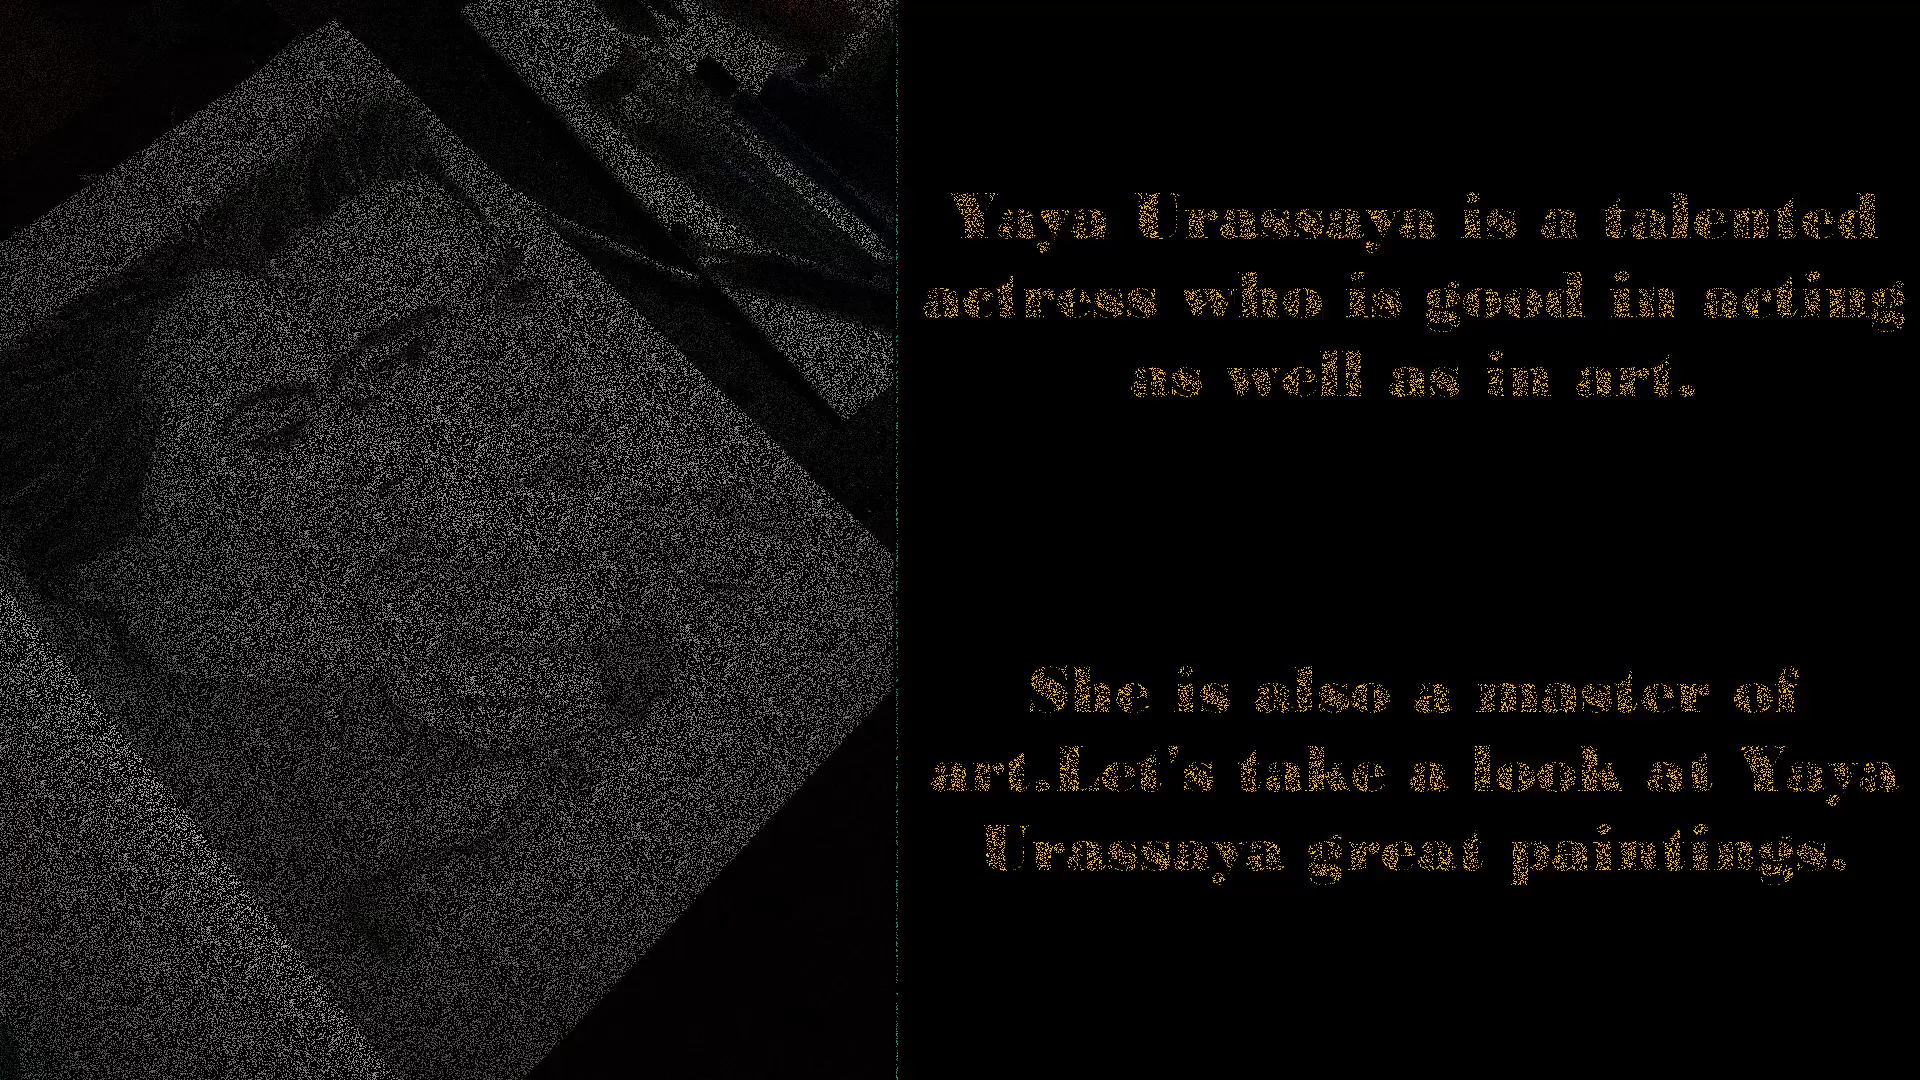 Yaya Urassaya is a talented
actress who is good in acting
as well as in art.
She is also a master of
art.Let's take a look at Yaya
Urassaya great paintings.